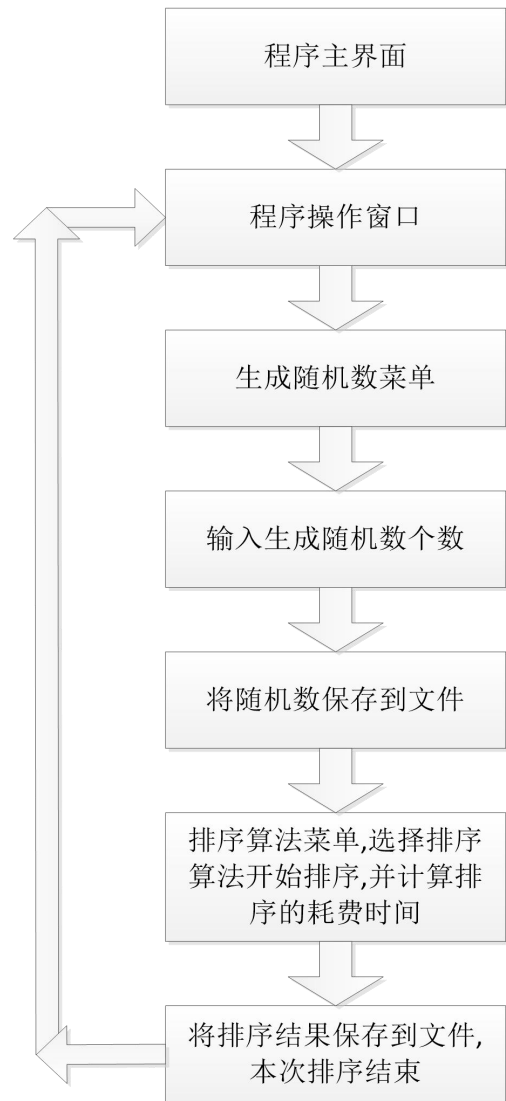 程序主界面
程序操作窗口
生成随机数菜单
输入生成随机数个数
将随机数保存到文件
排序算法菜单,选择排序
算法开始排序,并计算排
序的耗费时间
将排序结果保存到文件,
本次排序结束